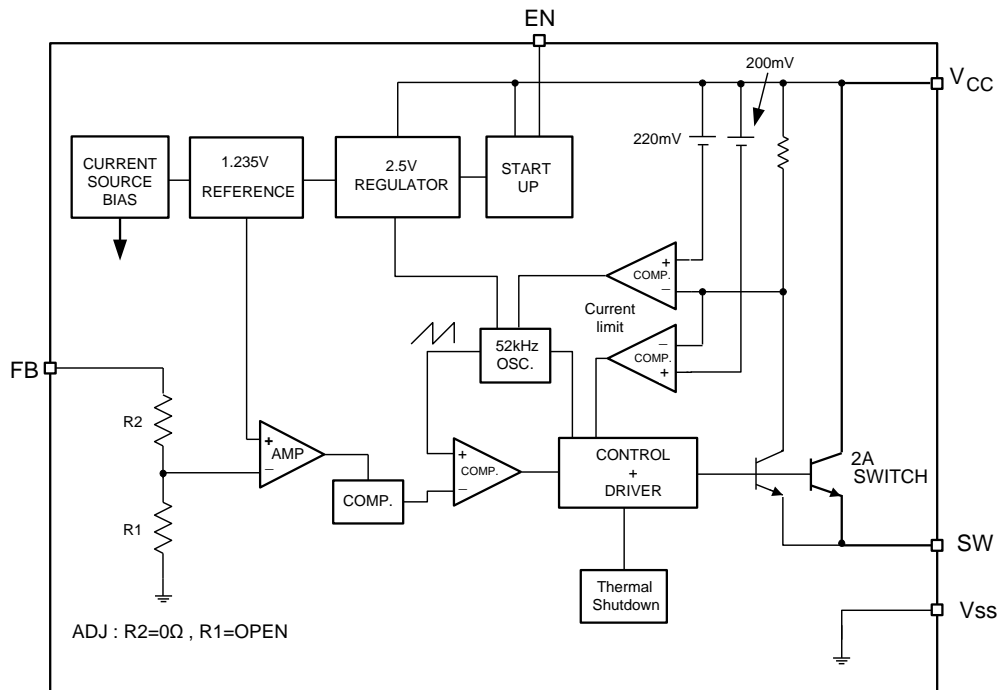 EN
200mV
VCC
220mV
CURRENT
SOURCE
BIAS
1.235V
REFERENCE
2.5V
REGULATOR
START
UP
+
COMP.
−
Current
limit
−
COMP.
+
52kHz
OSC.
FB
R2
+
AMP
−
COMP.
+
COMP.
−
CONTROL
+
DRIVER
2A
SWITCH
R1
SW
Thermal
Shutdown
Vss
ADJ : R2=0Ω , R1=OPEN